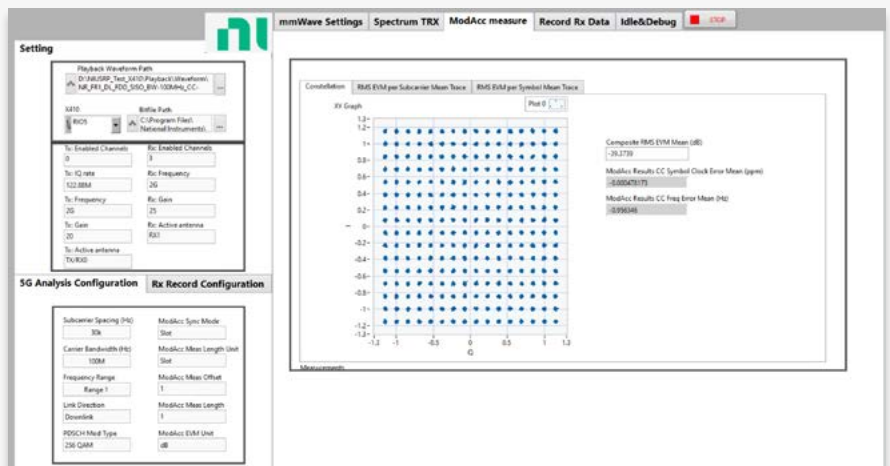 mmWave Settings Spectrum TRX ModAcc measure Record Rx Data Idle&Debug STOP
Setting
Playback Waveform Path
D:\NIUSRP_Test_X410\Playback\Waveform\
NR_FR1_DL_FDD_SISO_BW-100MHz_CC-
X410
RIO5
Bitfile Path
C:\Program Files\
National Instruments\
Tx: Enabled Channels
0
Rx: Enabled Channels
3
Tx: IQ rate
122.88M
Rx: Frequency
2G
Tx: Frequency
2G
Rx: Gain
25
Tx: Gain
20
Rx: Active antenna
RX1
Tx: Active antenna
TX/RX0
5G Analysis Configuration Rx Record Configuration
Subcarrier Spacing (Hz)
30k
ModAcc Sync Mode
Slot
Carrier Bandwidth (Hz)
100M
ModAcc Meas Length Unit
Slot
Frequency Range
Range 1
ModAcc Meas Offset
1
Link Direction
Downlink
ModAcc Meas Length
1
PDSCH Mod Type
256 QAM
ModAcc EVM Unit
dB
Constellation RMS EVM per Subcarrier Mean Trace RMS EVM per Symbol Mean Trace
XY Graph
Plot 0
1.3
1.2
1
0.8
0.6
0.4
0.2
0
-0.2
-0.4
-0.6
-0.8
-1
-1.2
-1.3
I
-1.3 -1 -0.5 0 0.5 1 1.3
Q
Composite RMS EVM Mean (dB)
-39.3739
ModAcc Results CC Symbol Clock Error Mean (ppm)
-0.000478173
ModAcc Results CC Freq Error Mean (Hz)
-0.956346
Measurements